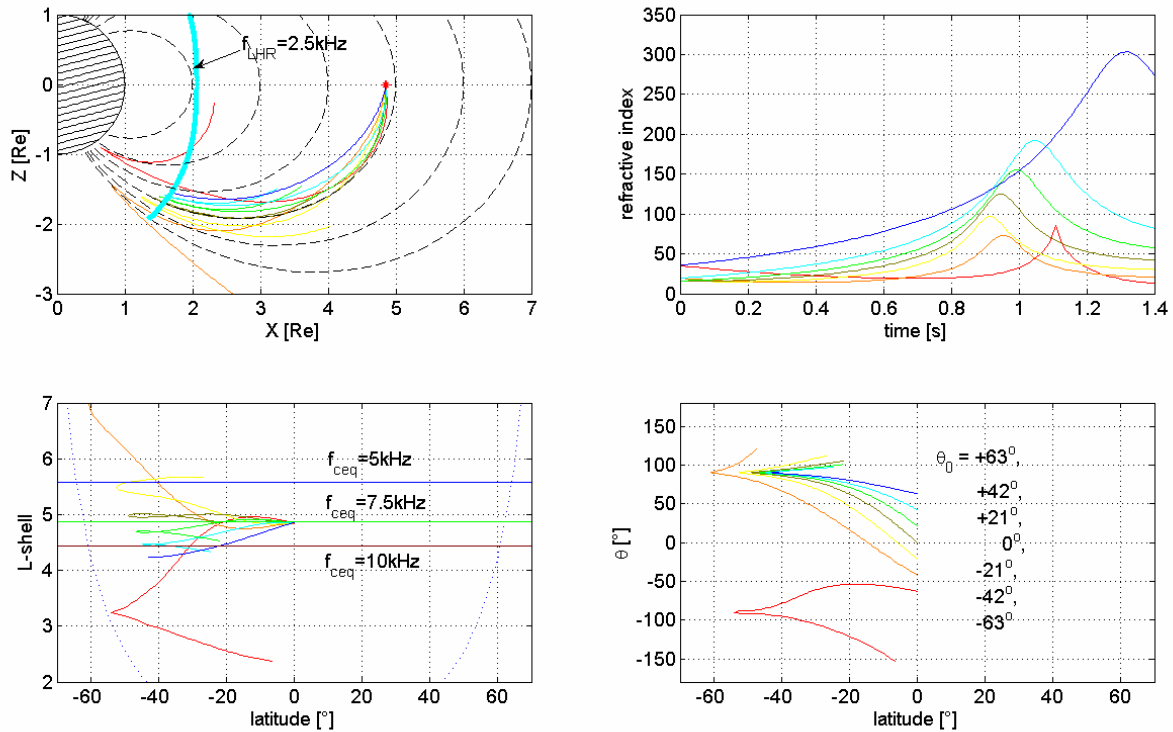 1
0
-1
-2
-3
Z [Re]
f_LHR=2.5kHz
0 1 2 3 4 5 6 7
X [Re]
350
300
250
200
150
100
50
0
refractive index
0 0.2 0.4 0.6 0.8 1 1.2 1.4
time [s]
7
6
5
4
3
2
L-shell
f_ceq=5kHz
f_ceq=7.5kHz
f_ceq=10kHz
-60 -40 -20 0 20 40 60
latitude [°]
150
100
50
0
-50
-100
-150
θ
θ_0 = +63°,
+42°,
+21°,
0°,
-21°,
-42°,
-63°,
-60 -40 -20 0 20 40 60
latitude [°]